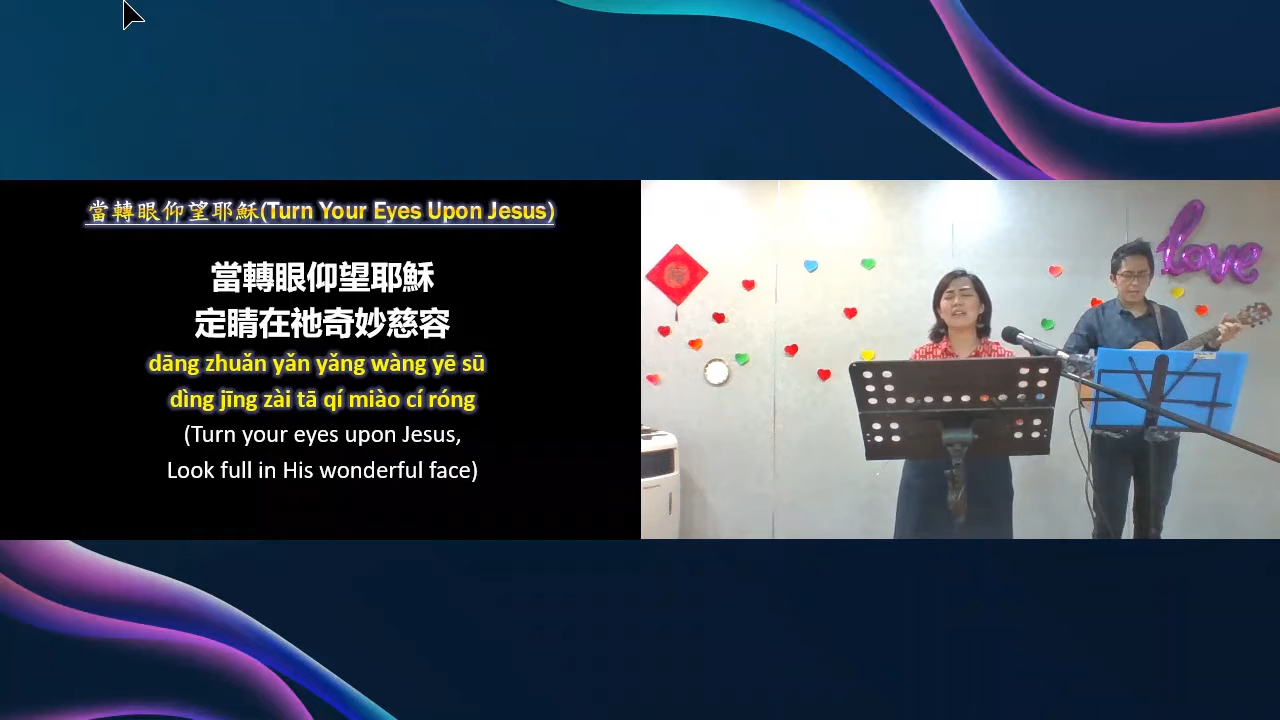 當轉眼仰望耶穌(Turn Your Eyes Upon Jesus)
當轉眼仰望耶穌
定睛在祂奇妙慈容
dāng zhuǎn yǎn yǎng wàng yē sū
dìng jīng zài tā qí miào cí róng
(Turn your eyes upon Jesus,
Look full in His wonderful face)
love